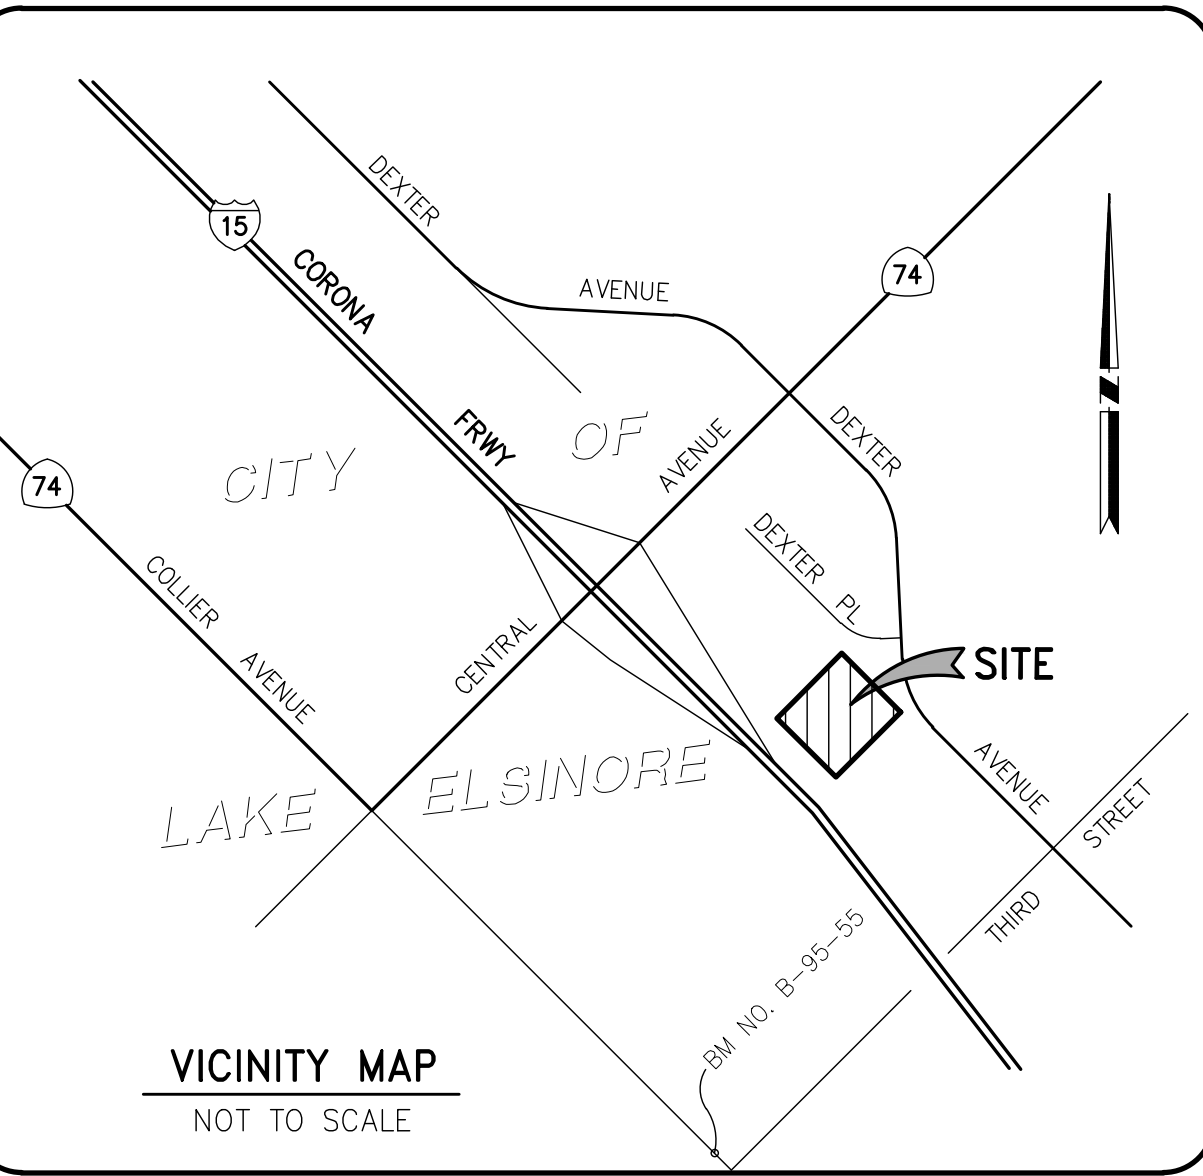 DEXTER
15
CORONA
AVENUE
74
FRWY
CITY
OF
AVENUE
DEXTER
74
DEXTER PL
COLLIER
AVENUE
CENTRAL
SITE
N
LAKE
ELSINORE
AVENUE
STREET
THIRD
BM NO. B-95-55
VICINITY MAP
NOT TO SCALE